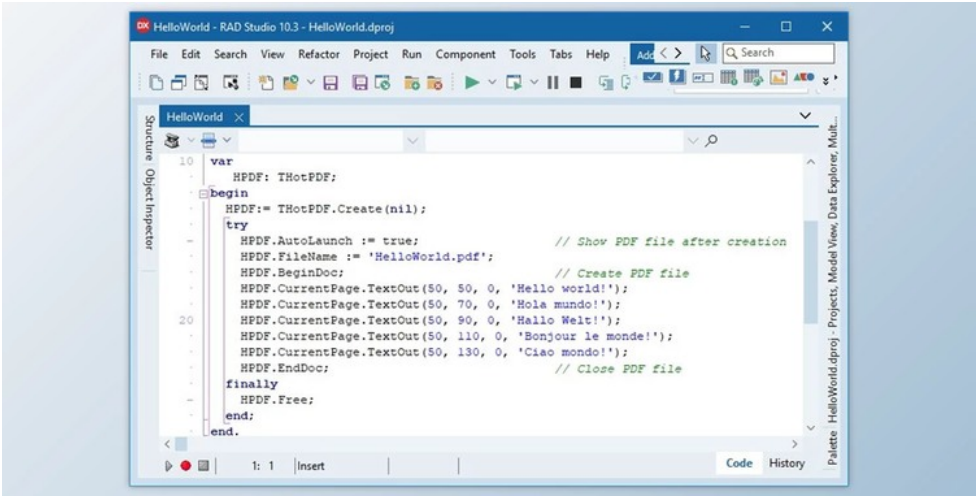 HelloWorld - RAD Studio 10.3 - HelloWorld.dproj
File Edit Search View Refactor Project Run Component Tools Tabs Help
Search
HelloWorld
Structure
Object Inspector
10 var
HPDF: THotPDF;
begin
HPDF:= THotPDF.Create(nil);
try
HPDF.AutoLaunch := true; // Show PDF file after creation
HPDF.FileName := 'HelloWorld.pdf';
HPDF.BeginDoc; // Create PDF file
HPDF.CurrentPage.TextOut(50, 50, 0, 'Hello world!');
HPDF.CurrentPage.TextOut(50, 70, 0, 'Hola mundo!');
20 HPDF.CurrentPage.TextOut(50, 90, 0, 'Hallo Welt!');
HPDF.CurrentPage.TextOut(50, 110, 0, 'Bonjour le monde!');
HPDF.CurrentPage.TextOut(50, 130, 0, 'Ciao mondo!');
HPDF.EndDoc; // Close PDF file
finally
HPDF.Free;
end;
end.
HelloWorld.dproj - Projects, Model View, Data Explorer, Mult...
Palette
1: 1 Insert
Code History